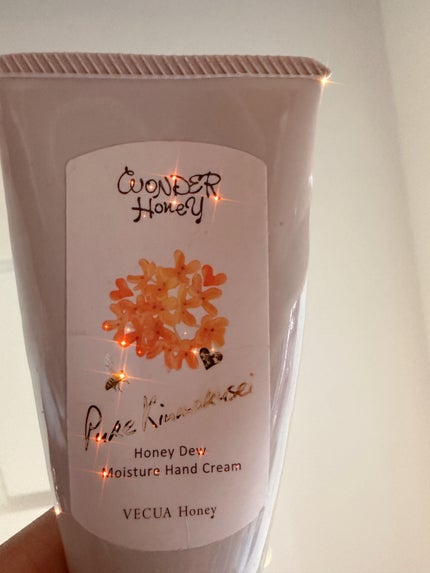 WONDER
Honey
Pure Kinmokusei
Honey Dew
Moisture Hand Cream
VECUA Honey